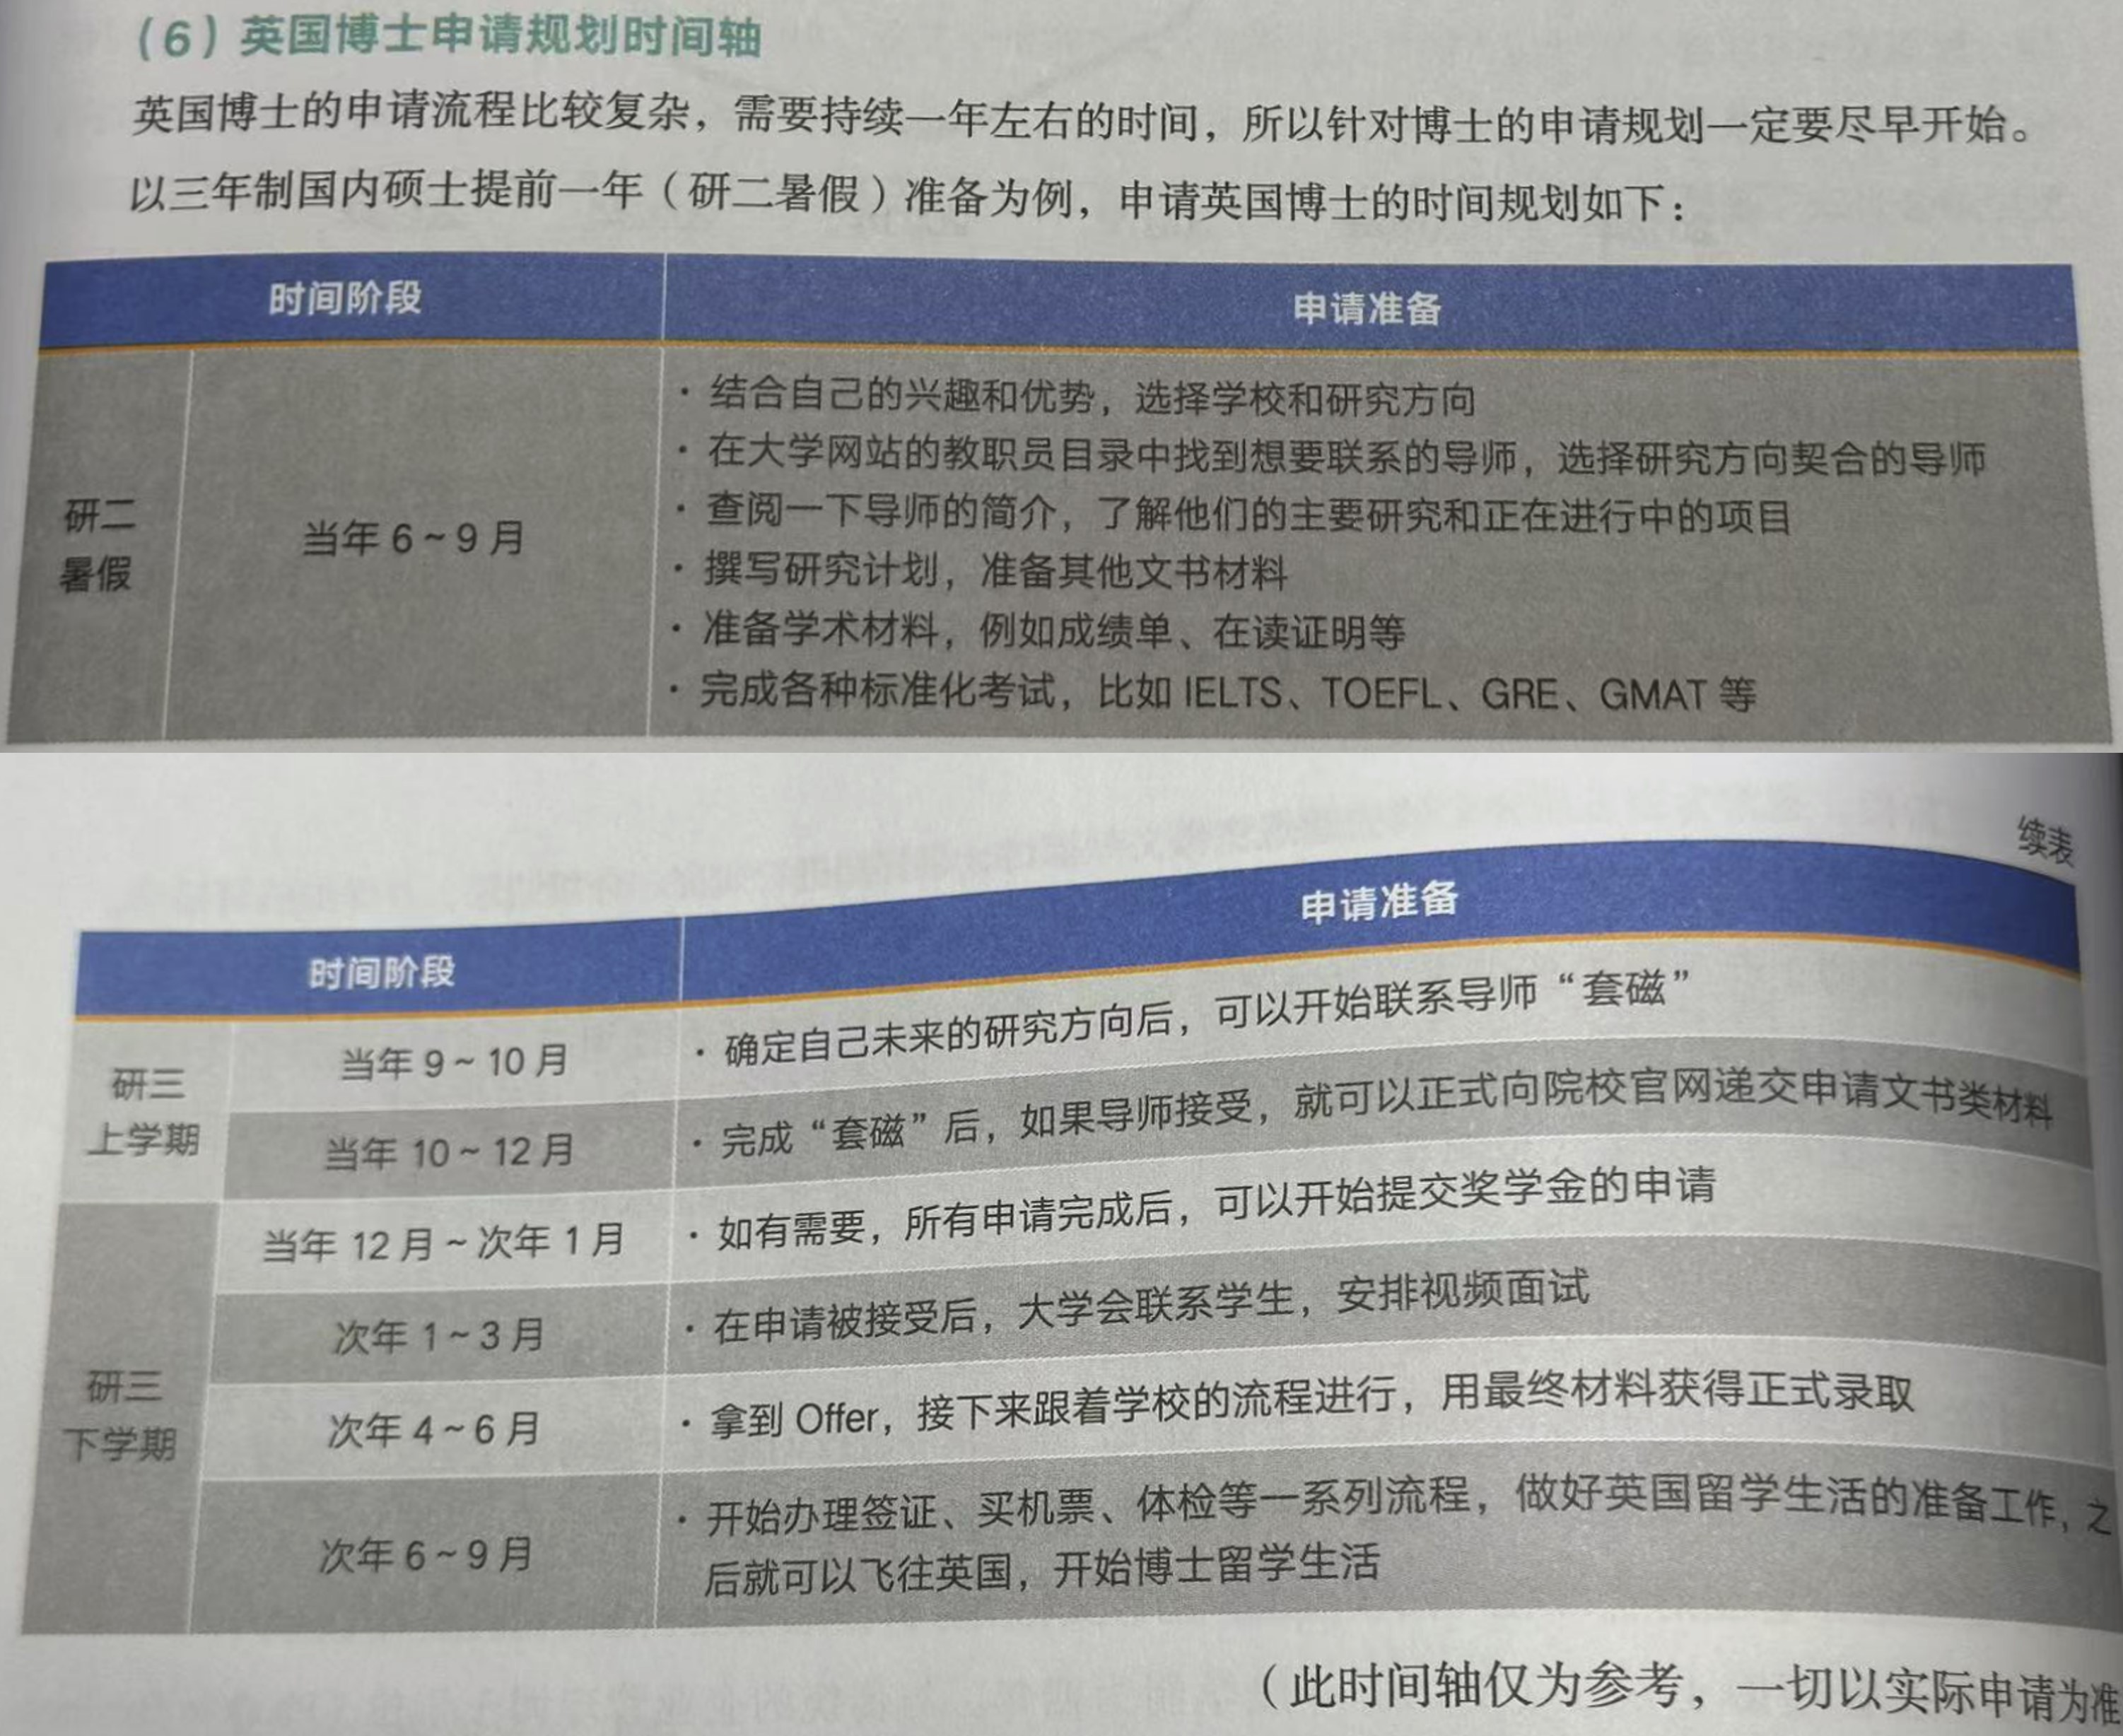 （6）英国博士申请规划时间轴
英国博士的申请流程比较复杂，需要持续一年左右的时间，所以针对博士的申请规划一定要尽早开始。
以三年制国内硕士提前一年（研二暑假）准备为例，申请英国博士的时间规划如下：
时间阶段 申请准备
研二
暑假
当年 6～9 月
· 结合自己的兴趣和优势，选择学校和研究方向
· 在大学网站的教职员目录中找到想要联系的导师，选择研究方向契合的导师
· 查阅一下导师的简介，了解他们的主要研究和正在进行中的项目
· 撰写研究计划，准备其他文书材料
· 准备学术材料，例如成绩单、在读证明等
· 完成各种标准化考试，比如 IELTS、TOEFL、GRE、GMAT 等
续表
时间阶段 申请准备
研三
上学期
当年 9～10 月 · 确定自己未来的研究方向后，可以开始联系导师“套磁”
当年 10～12 月 · 完成“套磁”后，如果导师接受，就可以正式向院校官网递交申请文书类材料
研三
下学期
当年 12 月～次年 1 月 · 如有需要，所有申请完成后，可以开始提交奖学金的申请
次年 1～3 月 · 在申请被接受后，大学会联系学生，安排视频面试
次年 4～6 月 · 拿到 Offer，接下来跟着学校的流程进行，用最终材料获得正式录取
次年 6～9 月 · 开始办理签证、买机票、体检等一系列流程，做好英国留学生活的准备工作，之
后就可以飞往英国，开始博士留学生活
（此时间轴仅为参考，一切以实际申请为准